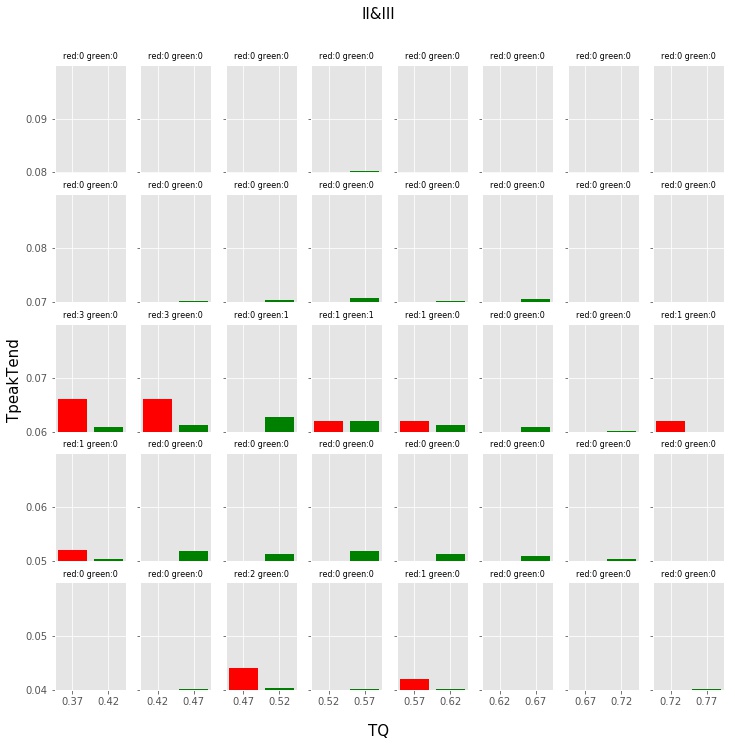 II&III
red:0 green:0 red:0 green:0 red:0 green:0 red:0 green:0 red:0 green:0 red:0 green:0 red:0 green:0 red:0 green:0
0.09
0.08
red:0 green:0 red:0 green:0 red:0 green:0 red:0 green:0 red:0 green:0 red:0 green:0 red:0 green:0 red:0 green:0
0.08
0.07
red:3 green:0 red:3 green:0 red:0 green:1 red:1 green:1 red:1 green:0 red:0 green:0 red:0 green:0 red:1 green:0
TpeakTend
0.07
0.06
red:1 green:0 red:0 green:0 red:0 green:0 red:0 green:0 red:0 green:0 red:0 green:0 red:0 green:0 red:0 green:0
0.06
0.05
red:0 green:0 red:0 green:0 red:2 green:0 red:0 green:0 red:1 green:0 red:0 green:0 red:0 green:0 red:0 green:0
0.05
0.04
0.37 0.42 0.42 0.47 0.47 0.52 0.52 0.57 0.57 0.62 0.62 0.67 0.67 0.72 0.72 0.77
TQ